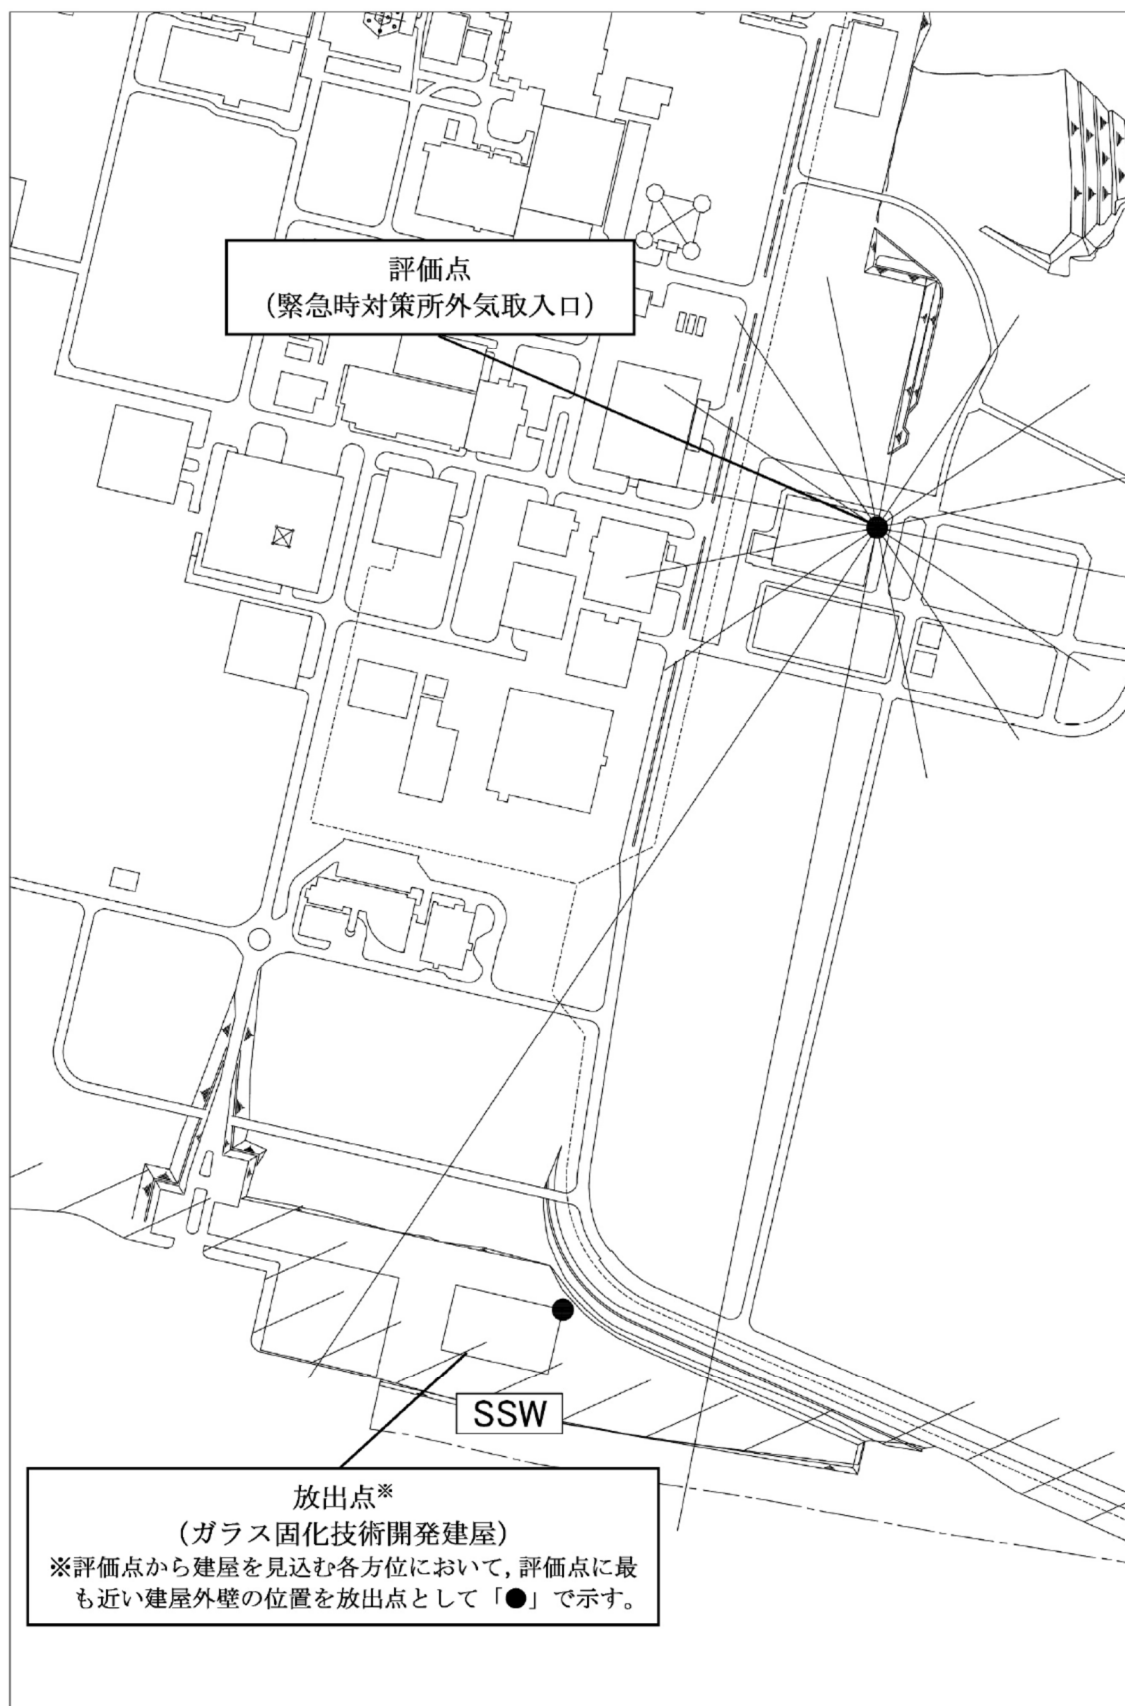 評価点
（緊急時対策所外気取入口）
SSW
放出点※
（ガラス固化技術開発建屋）
※評価点から建屋を見込む各方位において，評価点に最
も近い建屋外壁の位置を放出点として「●」で示す。